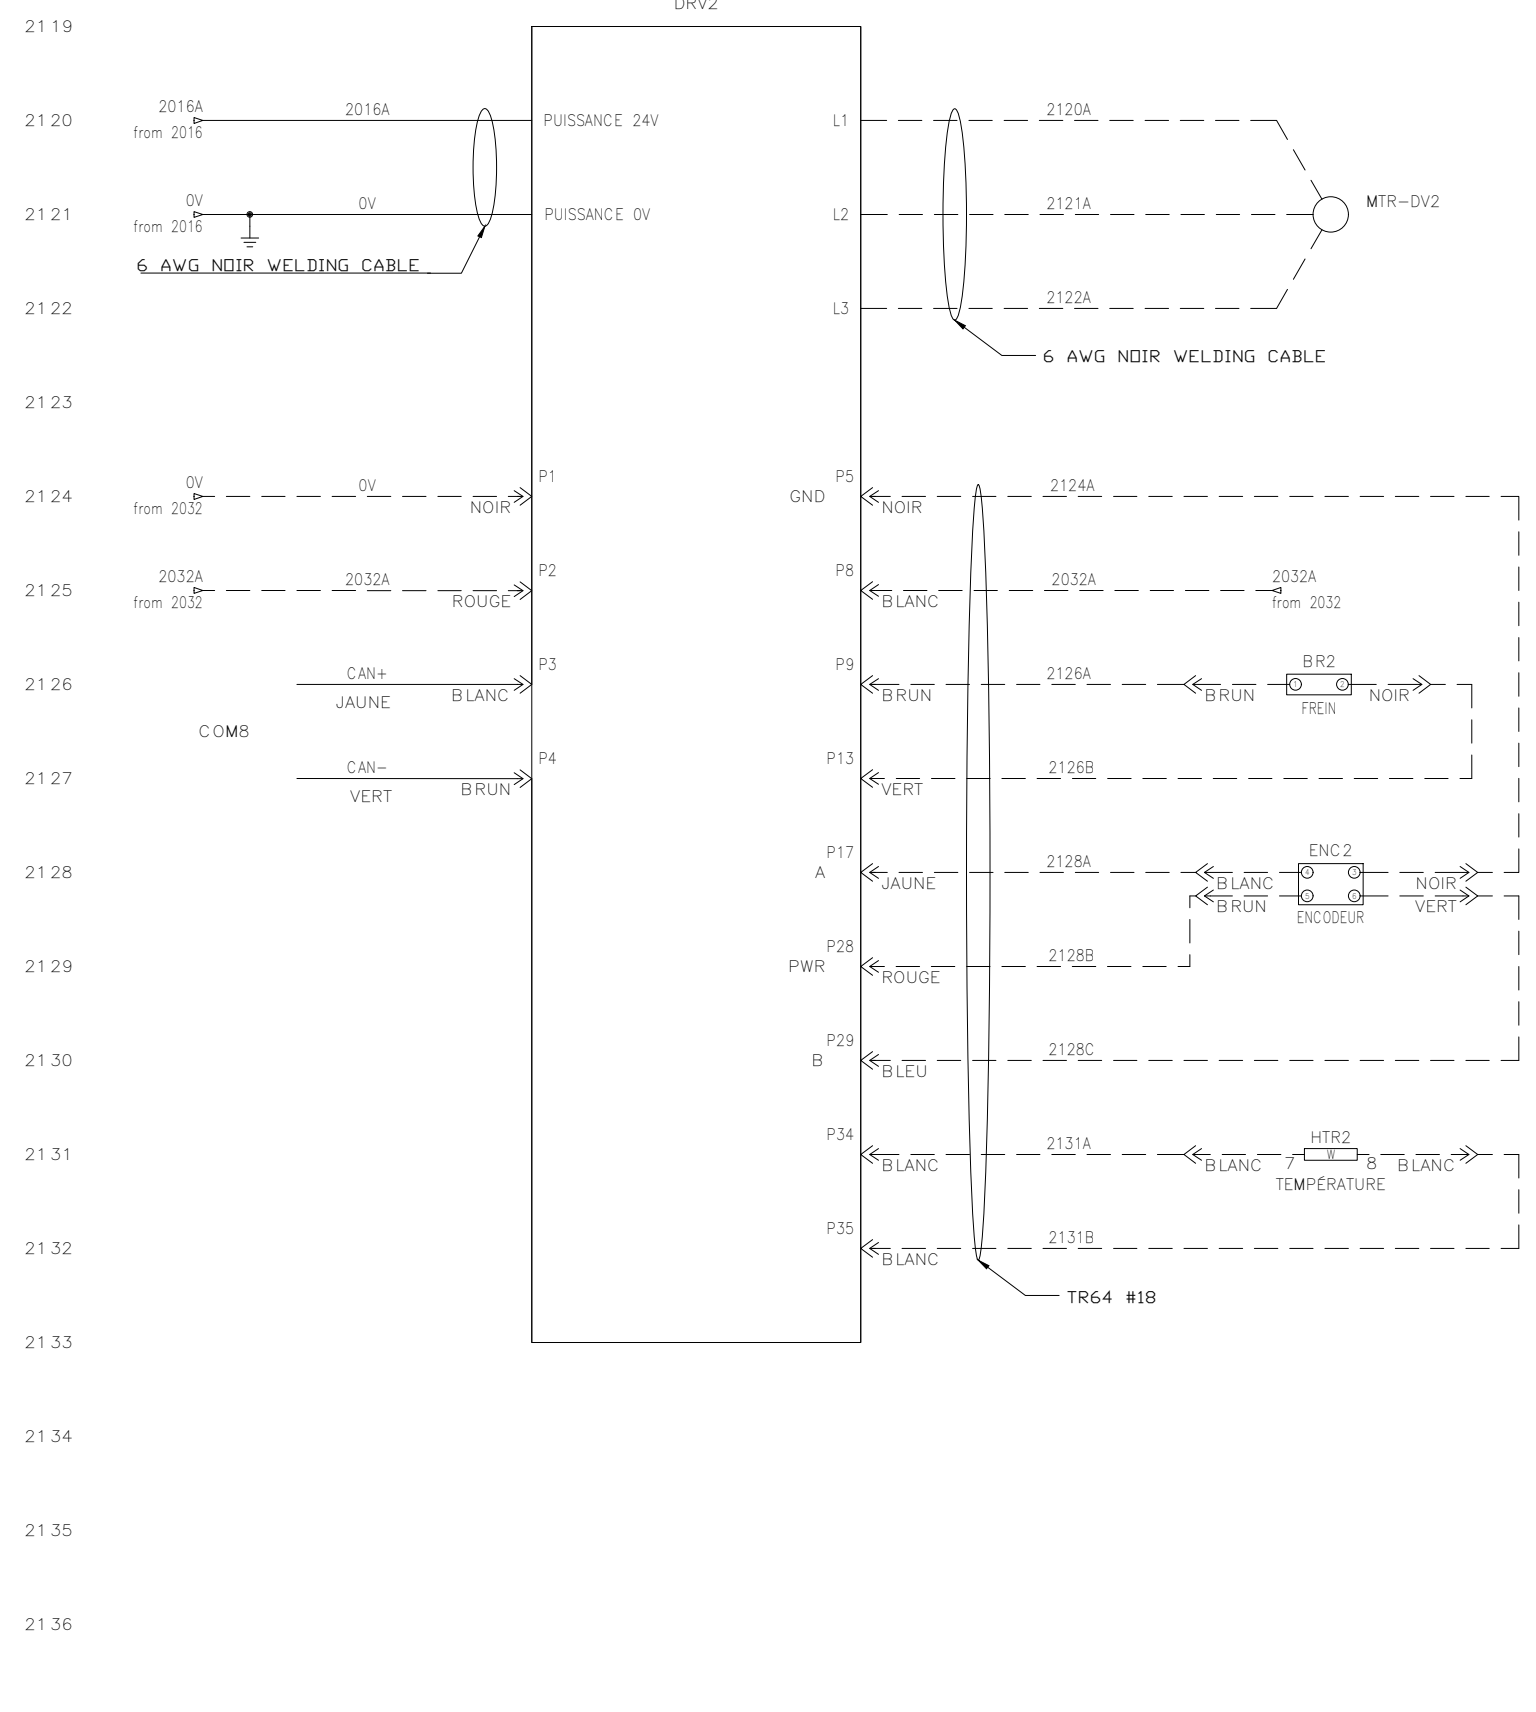 DRV2
2119
2016A
2016A
2120
from 2016
PUISSANCE 24V
L1
2120A
0V
0V
2121
from 2016
PUISSANCE 0V
L2
2121A
MTR-DV2
6 AWG NOIR WELDING CABLE
2122
L3
2122A
6 AWG NOIR WELDING CABLE
2123
0V
0V
P1
P5
2124
from 2032
NOIR
GND
NOIR
2124A
2032A
2032A
P2
P8
2125
from 2032
ROUGE
BLANC
2032A
2032A
from 2032
CAN+
P3
P9
2126
JAUNE
BLANC
BRUN
2126A
BRUN
BR2
1
2
FREIN
NOIR
COM8
CAN-
P4
P13
2127
VERT
BRUN
VERT
2126B
P17
2128
A
JAUNE
2128A
BLANC
BRUN
ENC2
4
3
5
6
ENCODEUR
NOIR
VERT
P28
2129
PWR
ROUGE
2128B
P29
2130
B
BLEU
2128C
P34
2131
BLANC
2131A
BLANC
7
HTR2
W
8
BLANC
TEMPÉRATURE
P35
2132
BLANC
2131B
TR64 #18
2133
2134
2135
2136